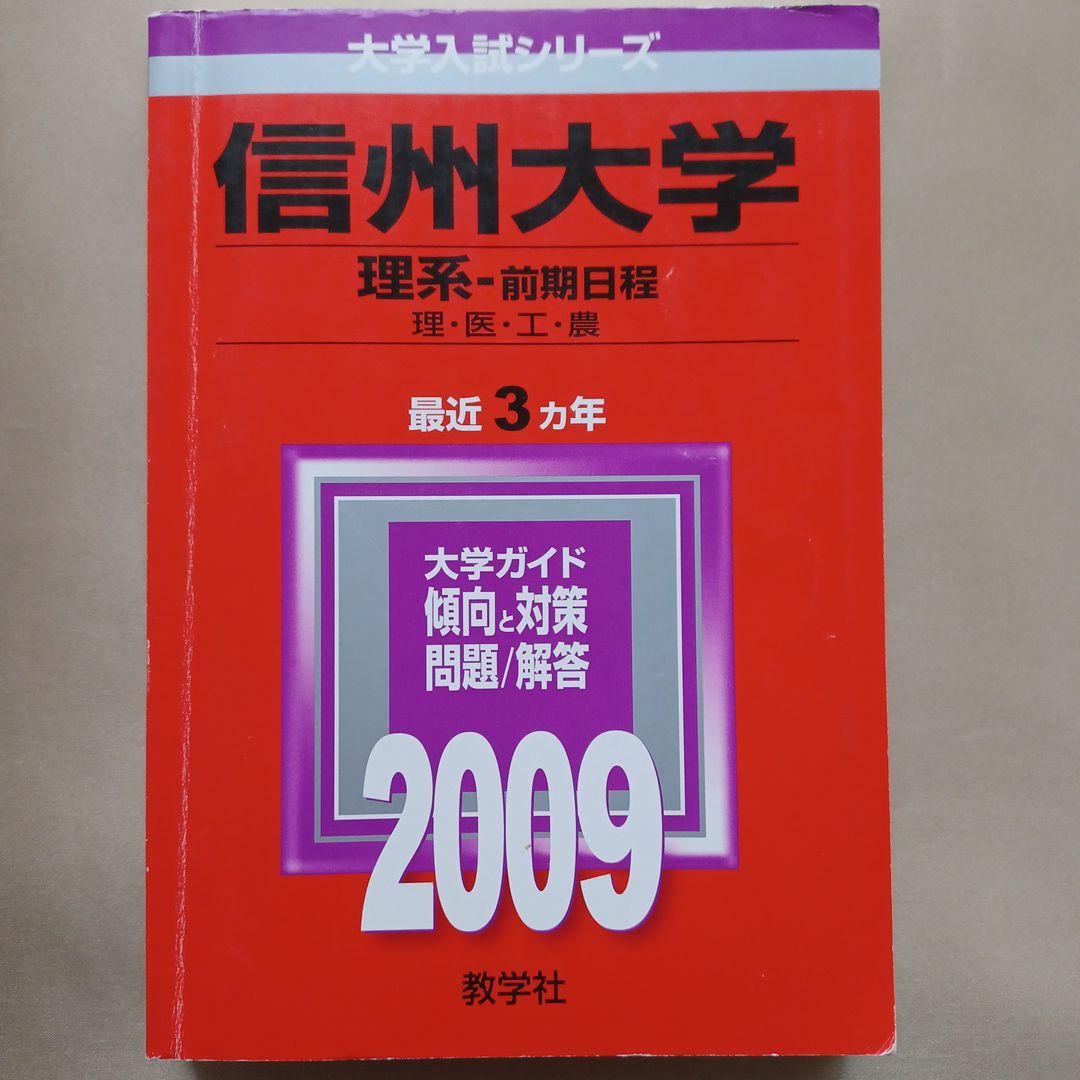 大学入試シリーズ
信州大学
理系-前期日程
理・医・工・農
最近3カ年
大学ガイド
傾向と対策
問題/解答
2009
教学社